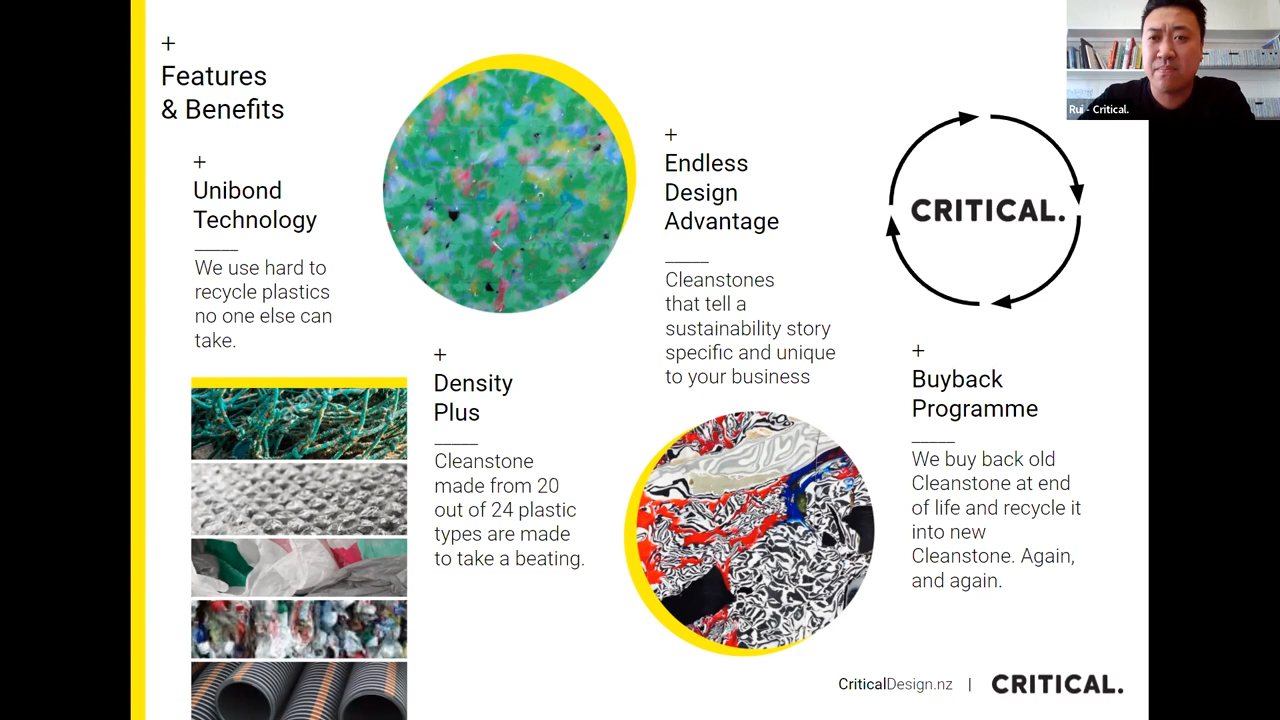 +
Features
& Benefits
+
Unibond
Technology
We use hard to
recycle plastics
no one else can
take.
+
Density
Plus
Cleanstone
made from 20
out of 24 plastic
types are made
to take a beating.
+
Endless
Design
Advantage
Cleanstones
that tell a
sustainability story
specific and unique
to your business
CRITICAL.
+
Buyback
Programme
We buy back old
Cleanstone at end
of life and recycle it
into new
Cleanstone. Again,
and again.
CriticalDesign.nz | CRITICAL.
Rui - Critical.